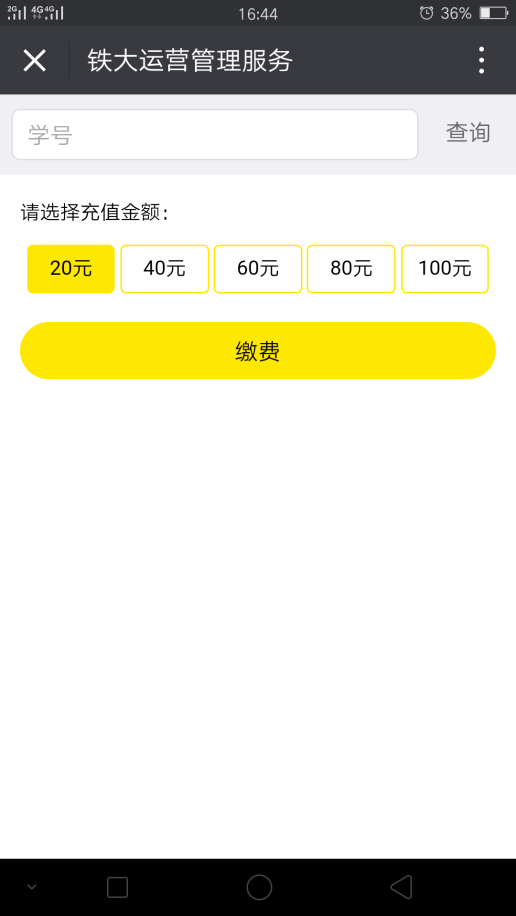 2G 4G 4G 16:44 36%
铁大运营管理服务
学号 查询
请选择充值金额：
20元 40元 60元 80元 100元
缴费